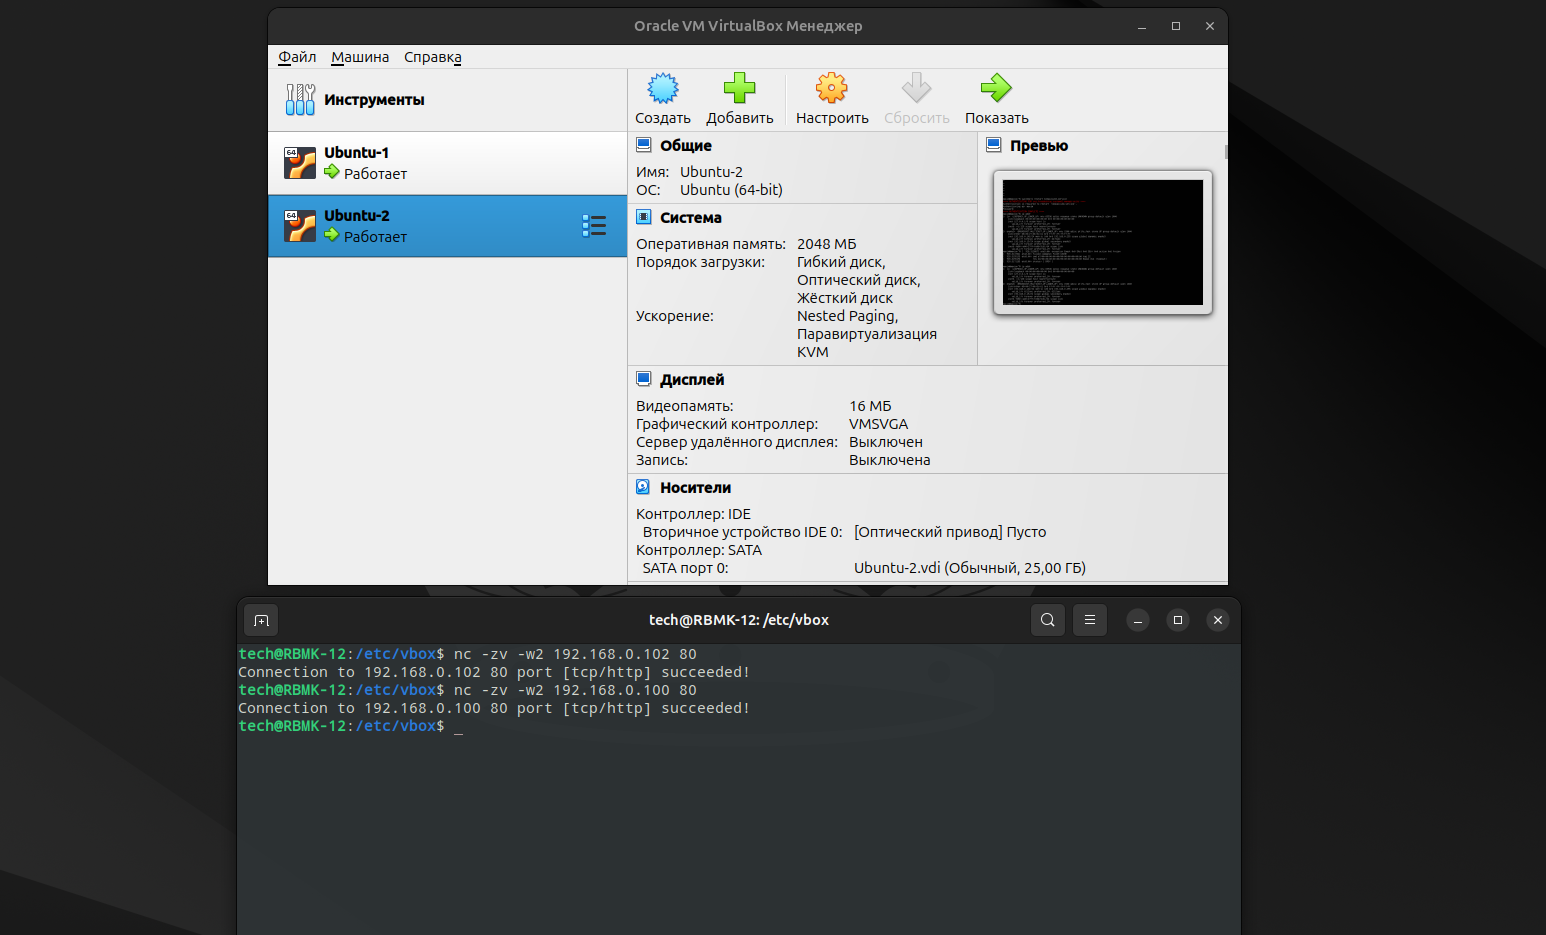 Oracle VM VirtualBox Менеджер
Файл Машина Справка
Инструменты
Создать Добавить Настроить Сбросить Показать
64 Ubuntu-1
Работает
64 Ubuntu-2
Работает
Общие
Имя: Ubuntu-2
ОС: Ubuntu (64-bit)
Система
Оперативная память: 2048 МБ
Порядок загрузки: Гибкий диск,
Оптический диск,
Жёсткий диск
Ускорение: Nested Paging,
Паравиртуализация
KVM
Превью
Дисплей
Видеопамять: 16 МБ
Графический контроллер: VMSVGA
Сервер удалённого дисплея: Выключен
Запись: Выключена
Носители
Контроллер: IDE
Вторичное устройство IDE 0: [Оптический привод] Пусто
Контроллер: SATA
SATA порт 0: Ubuntu-2.vdi (Обычный, 25,00 ГБ)
tech@RBMK-12: /etc/vbox
tech@RBMK-12:/etc/vbox$ nc -zv -w2 192.168.0.102 80
Connection to 192.168.0.102 80 port [tcp/http] succeeded!
tech@RBMK-12:/etc/vbox$ nc -zv -w2 192.168.0.100 80
Connection to 192.168.0.100 80 port [tcp/http] succeeded!
tech@RBMK-12:/etc/vbox$ _